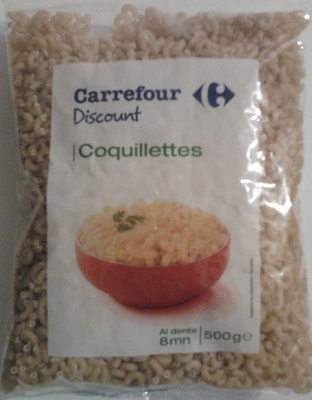 Carrefour
Discount
Coquillettes
Al dente
8mn
500g℮